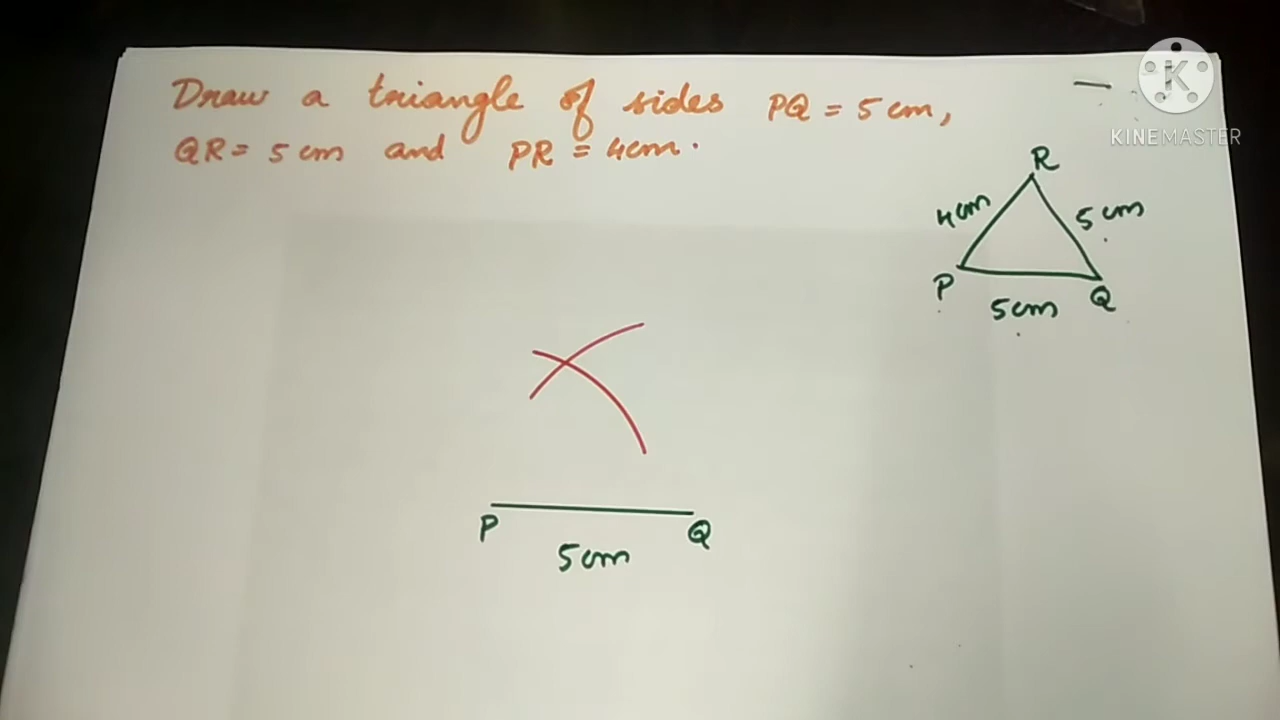 Draw a triangle of sides PQ = 5 cm,
QR = 5 cm and PR = 4cm.
K
KINEMASTER
R
4cm
5 cm
P
Q
5cm
P
Q
5cm